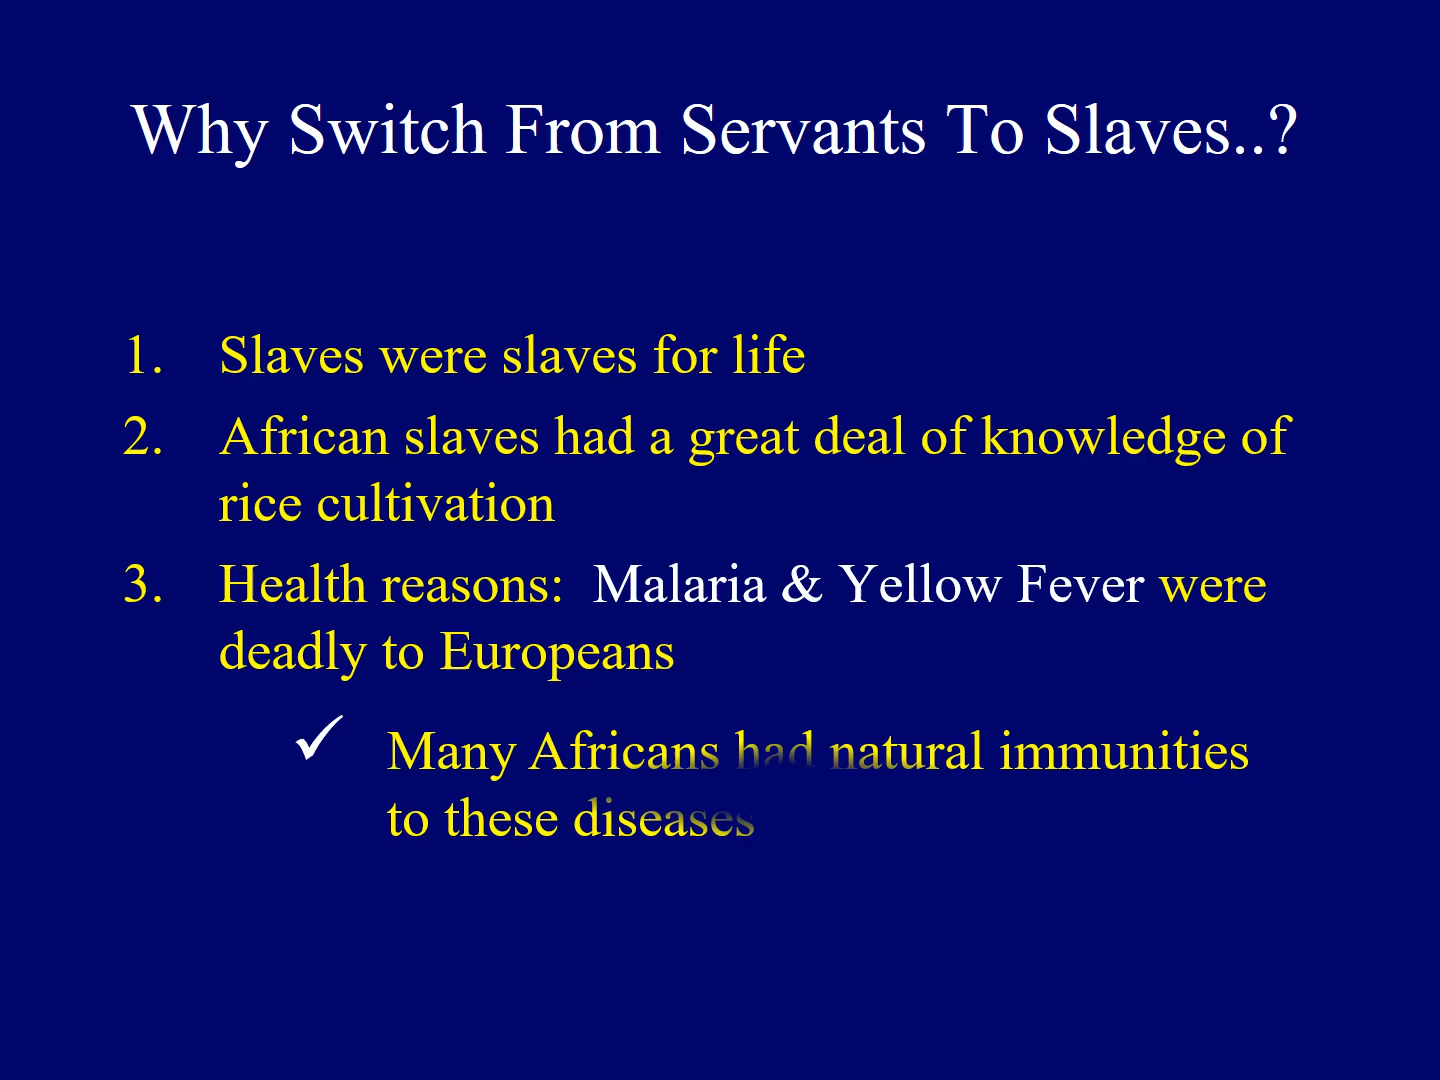 Why Switch From Servants To Slaves..?
1. Slaves were slaves for life
2. African slaves had a great deal of knowledge of
rice cultivation
3. Health reasons: Malaria & Yellow Fever were
deadly to Europeans
✓ Many Africans had natural immunities
to these diseases